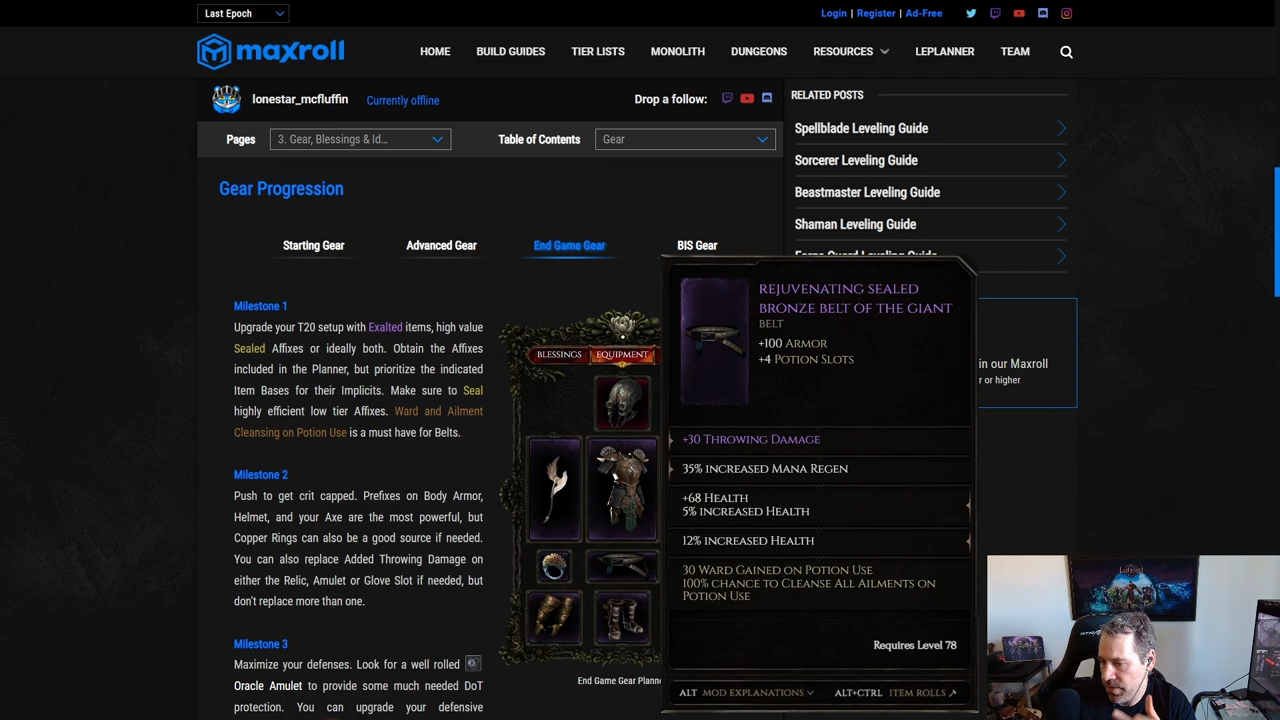 Last Epoch
Login | Register | Ad-Free
maxroll
HOME BUILD GUIDES TIER LISTS MONOLITH DUNGEONS RESOURCES LEPLANNER TEAM
lonestar_mcfluffin Currently offline
Drop a follow:
Pages 3. Gear, Blessings & Id... Table of Contents Gear
Gear Progression
Starting Gear Advanced Gear End Game Gear BIS Gear
Milestone 1
Upgrade your T20 setup with Exalted items, high value
Sealed Affixes or ideally both. Obtain the Affixes
included in the Planner, but prioritize the indicated
Item Bases for their Implicits. Make sure to Seal
highly efficient low tier Affixes. Ward and Ailment
Cleansing on Potion Use is a must have for Belts.
Milestone 2
Push to get crit capped. Prefixes on Body Armor,
Helmet, and your Axe are the most powerful, but
Copper Rings can also be a good source if needed.
You can also replace Added Throwing Damage on
either the Relic, Amulet or Glove Slot if needed, but
don't replace more than one.
Milestone 3
Maximize your defenses. Look for a well rolled
Oracle Amulet to provide some much needed DoT
protection. You can upgrade your defensive
BLESSINGS EQUIPMENT
End Game Gear Planne
REJUVENATING SEALED
BRONZE BELT OF THE GIANT
BELT
+100 ARMOR
+4 POTION SLOTS
+30 THROWING DAMAGE
35% INCREASED MANA REGEN
+68 HEALTH
5% INCREASED HEALTH
12% INCREASED HEALTH
30 WARD GAINED ON POTION USE
100% CHANCE TO CLEANSE ALL AILMENTS ON
POTION USE
Requires Level 78
ALT MOD EXPLANATIONS ALT+CTRL ITEM ROLLS
RELATED POSTS
Spellblade Leveling Guide
Sorcerer Leveling Guide
Beastmaster Leveling Guide
Shaman Leveling Guide
Forge Guard Leveling Guide
in our Maxroll
r or higher